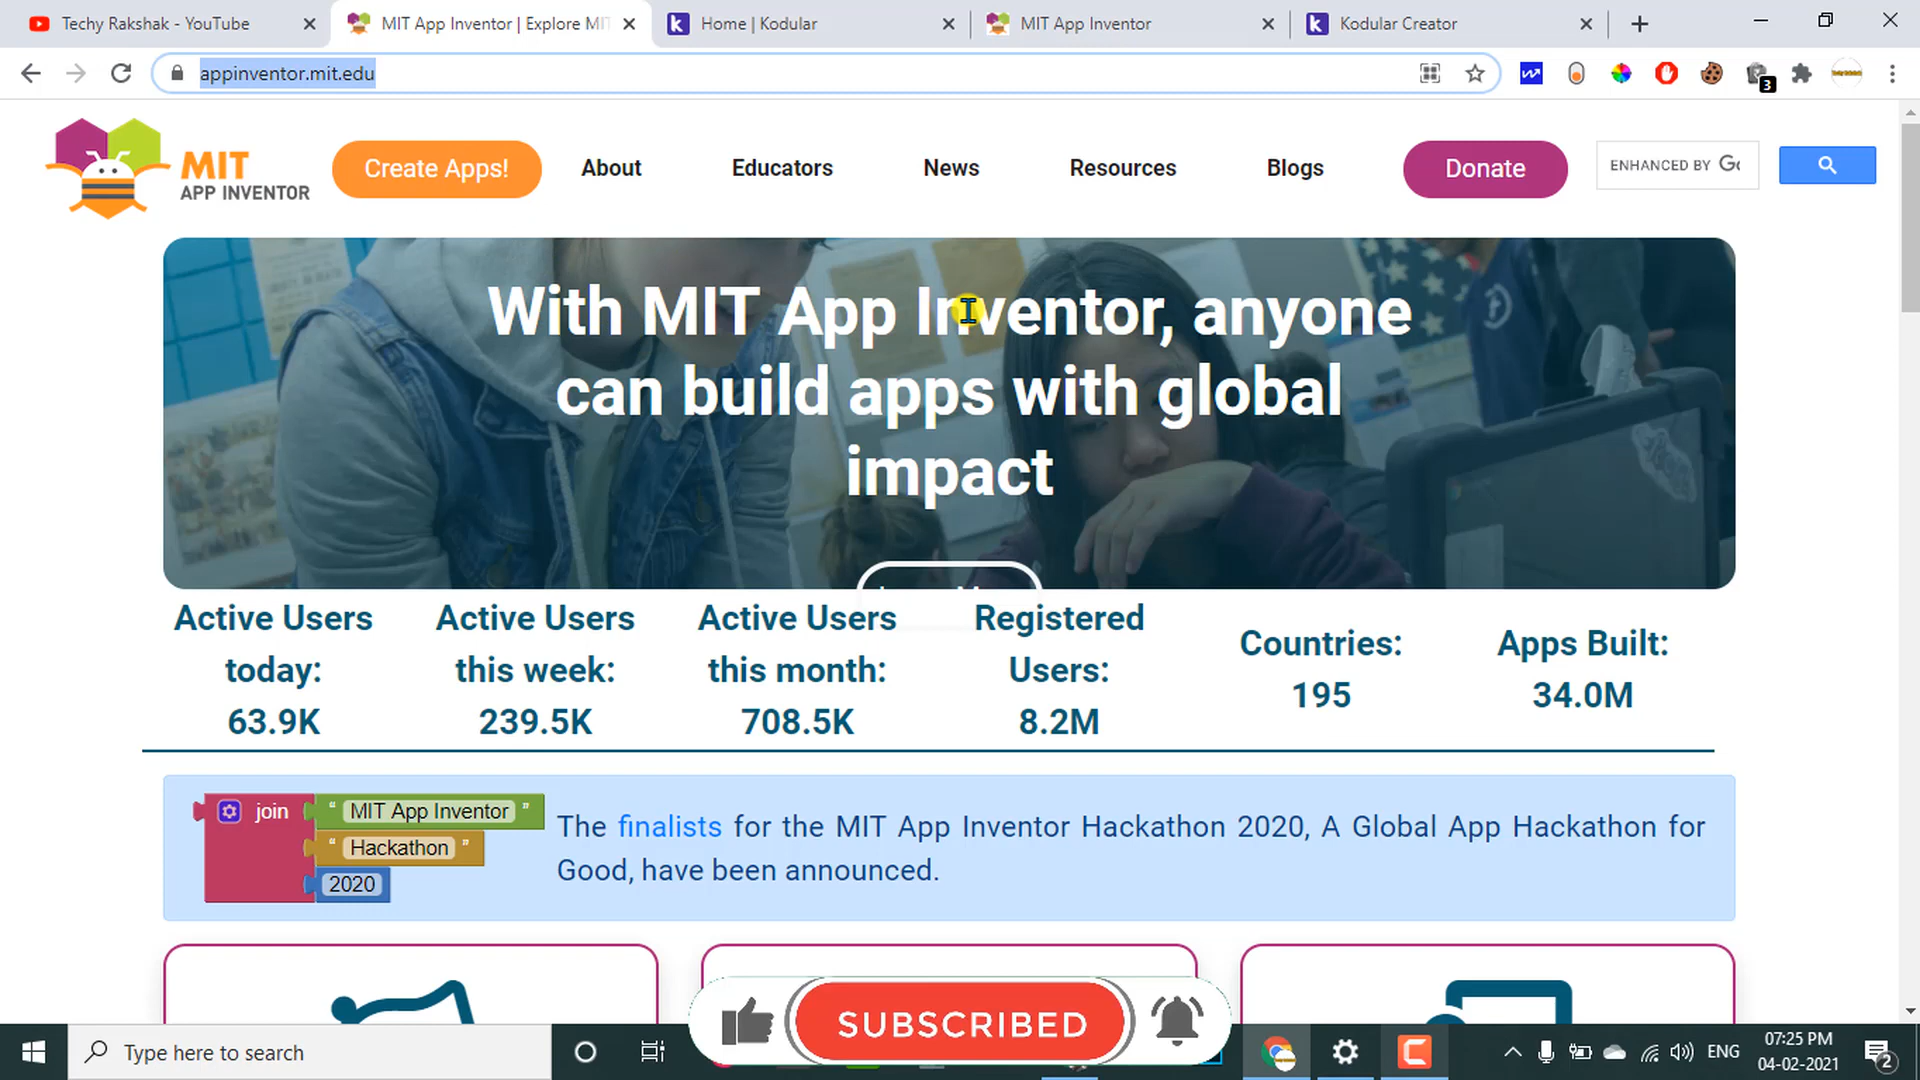 Techy Rakshak - YouTube
MIT App Inventor | Explore MI
Home | Kodular
MIT App Inventor
Kodular Creator
appinventor.mit.edu
3
MIT
APP INVENTOR
Create Apps!
About
Educators
News
Resources
Blogs
Donate
ENHANCED BY
With MIT App Inventor, anyone
can build apps with global
impact
Active Users
today:
63.9K
Active Users
this week:
239.5K
Active Users
this month:
708.5K
Registered
Users:
8.2M
Countries:
195
Apps Built:
34.0M
join
“ MIT App Inventor ”
“ Hackathon ”
2020
The finalists for the MIT App Inventor Hackathon 2020, A Global App Hackathon for
Good, have been announced.
SUBSCRIBED
Type here to search
ENG
07:25 PM
04-02-2021
2